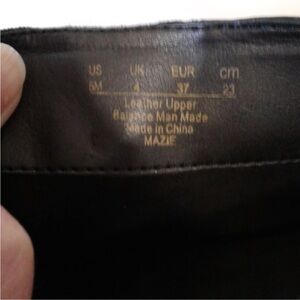 US UK EUR cm
6M 4 37 23
Leather Upper
Balance Man Made
Made in China
MAZIE